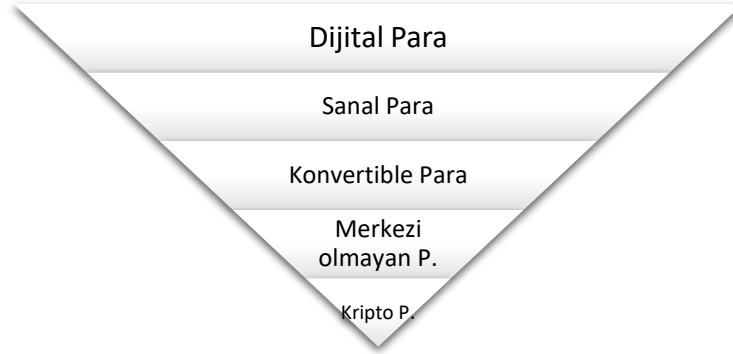 Dijital Para
Sanal Para
Konvertible Para
Merkezi
olmayan P.
Kripto P.